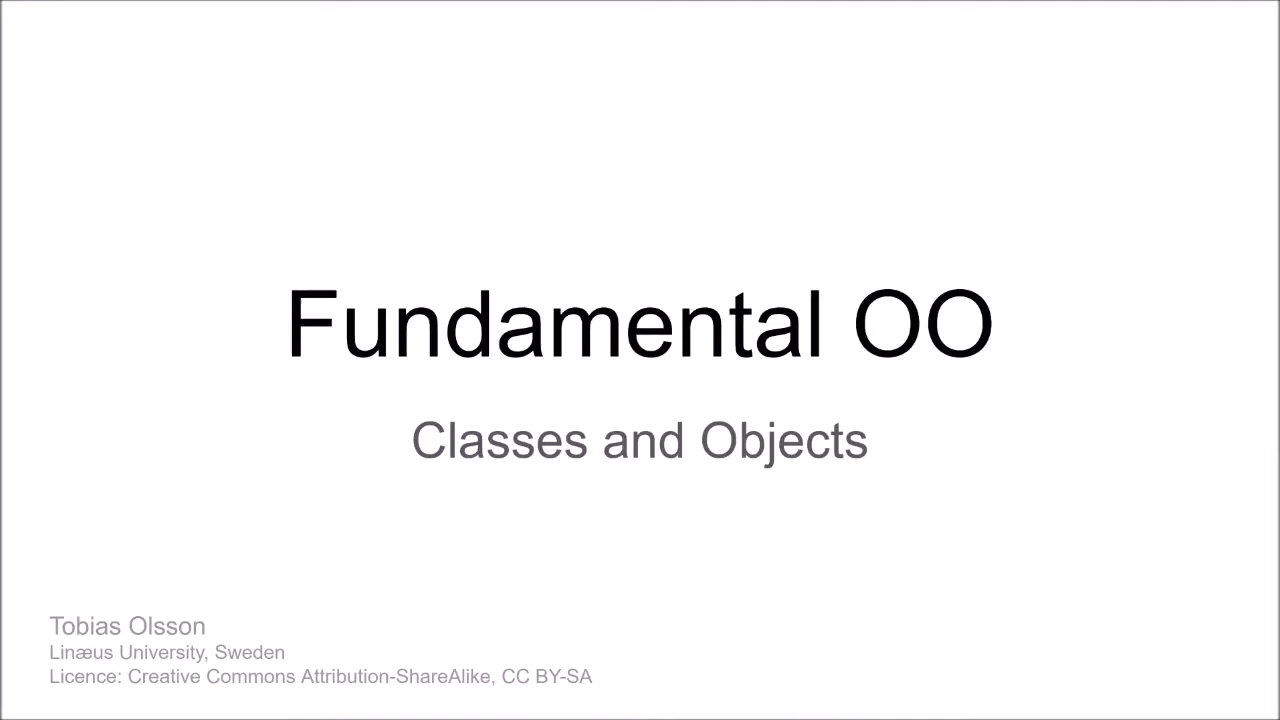 Fundamental OO
Classes and Objects
Tobias Olsson
Linæus University, Sweden
Licence: Creative Commons Attribution-ShareAlike, CC BY-SA